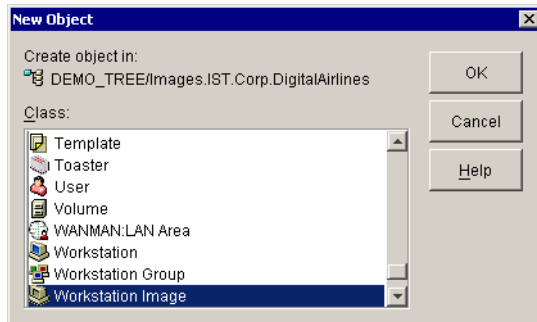 New Object
Create object in:
DEMO_TREE/Images.IST.Corp.DigitalAirlines
OK
Class:
Cancel
Template
Toaster
Help
User
Volume
WANMAN:LAN Area
Workstation
Workstation Group
Workstation Image